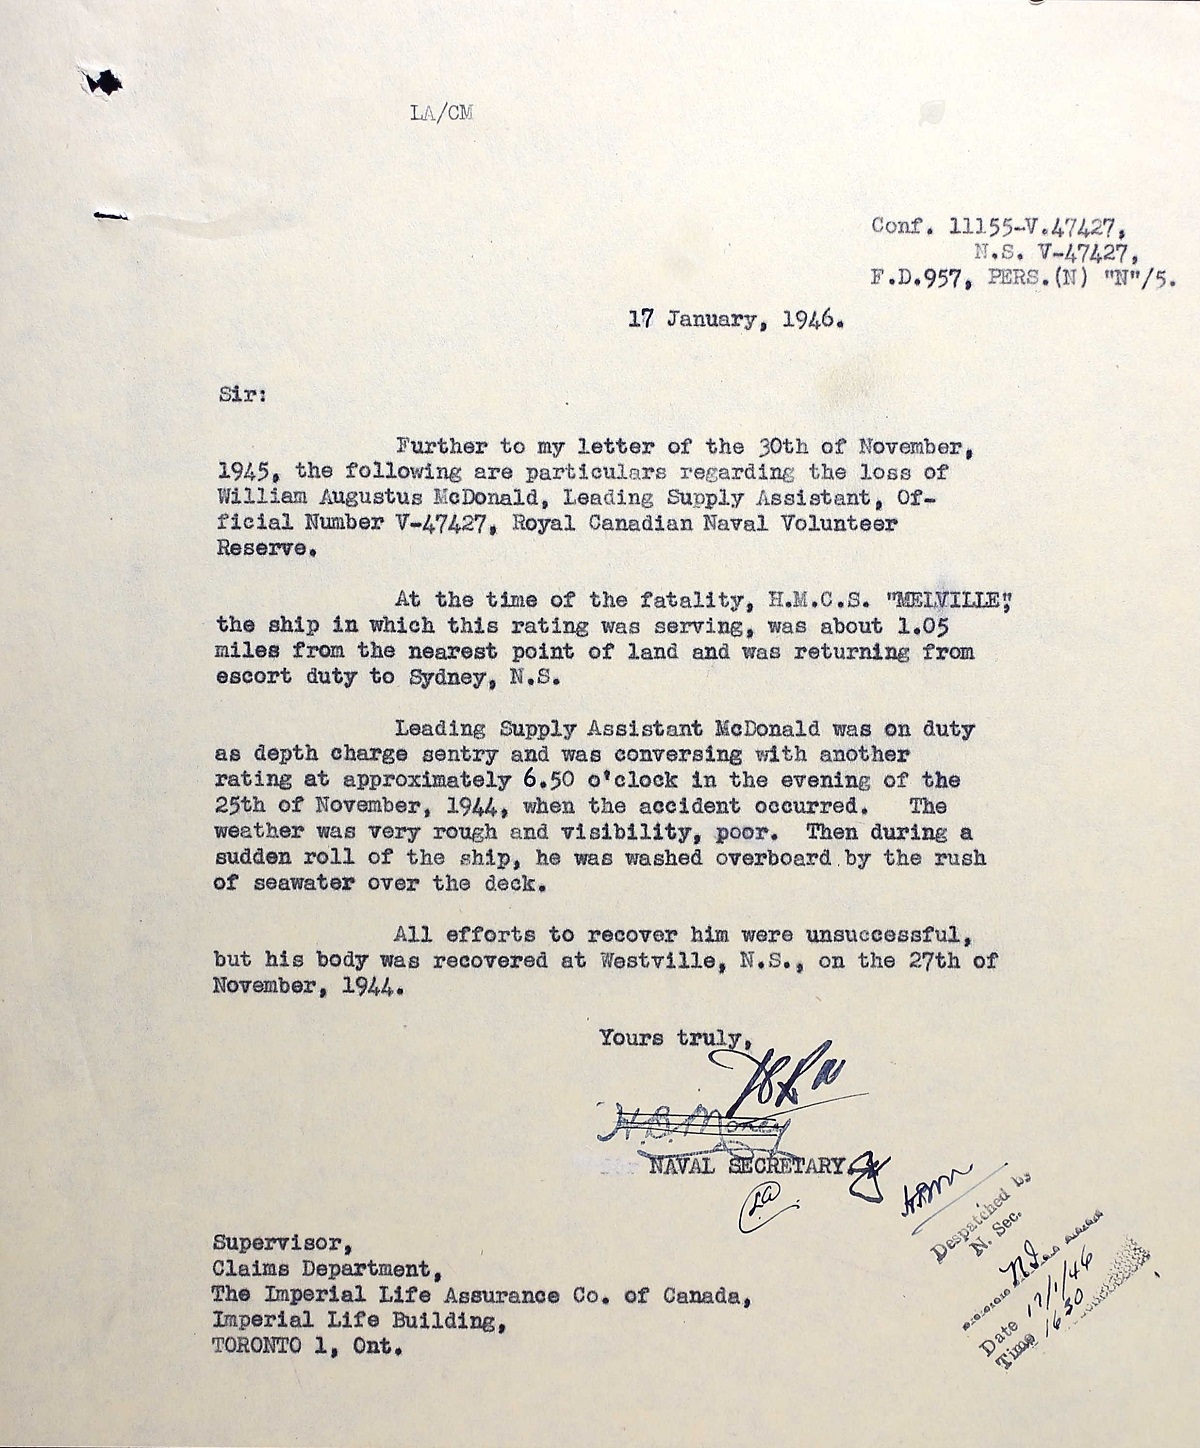 LA/CM
Conf. 11155-V.47427,
N.S. V-47427,
F.D.957, PERS.(N) "N"/5.
17 January, 1946.
Sir:
Further to my letter of the 30th of November,
1945, the following are particulars regarding the loss of
William Augustus McDonald, Leading Supply Assistant, Of-
ficial Number V-47427, Royal Canadian Naval Volunteer
Reserve.
At the time of the fatality, H.M.C.S. "MELVILLE",
the ship in which this rating was serving, was about 1.05
miles from the nearest point of land and was returning from
escort duty to Sydney, N.S.
Leading Supply Assistant McDonald was on duty
as depth charge sentry and was conversing with another
rating at approximately 6.50 o'clock in the evening of the
25th of November, 1944, when the accident occurred. The
weather was very rough and visibility, poor. Then during a
sudden roll of the ship, he was washed overboard by the rush
of seawater over the deck.
All efforts to recover him were unsuccessful,
but his body was recovered at Westville, N.S., on the 27th of
November, 1944.
Yours truly,
H.B. Money
for NAVAL SECRETARY.
LA
HBM
Despatched by
N. Sec.
Date 17/1/46
Time 1630
Supervisor,
Claims Department,
The Imperial Life Assurance Co. of Canada,
Imperial Life Building,
TORONTO 1, Ont.